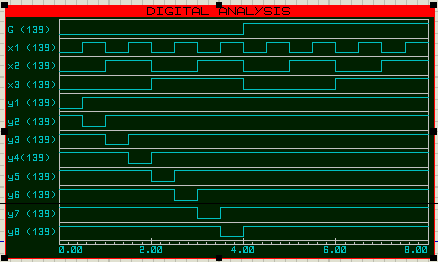 DIGITAL ANALYSIS
G (139)
x1 (139)
x2 (139)
x3 (139)
y1 (139)
y2 (139)
y3 (139)
y4(139)
y5 (139)
y6 (139)
y7 (139)
y8 (139)
0.00 2.00 4.00 6.00 8.00